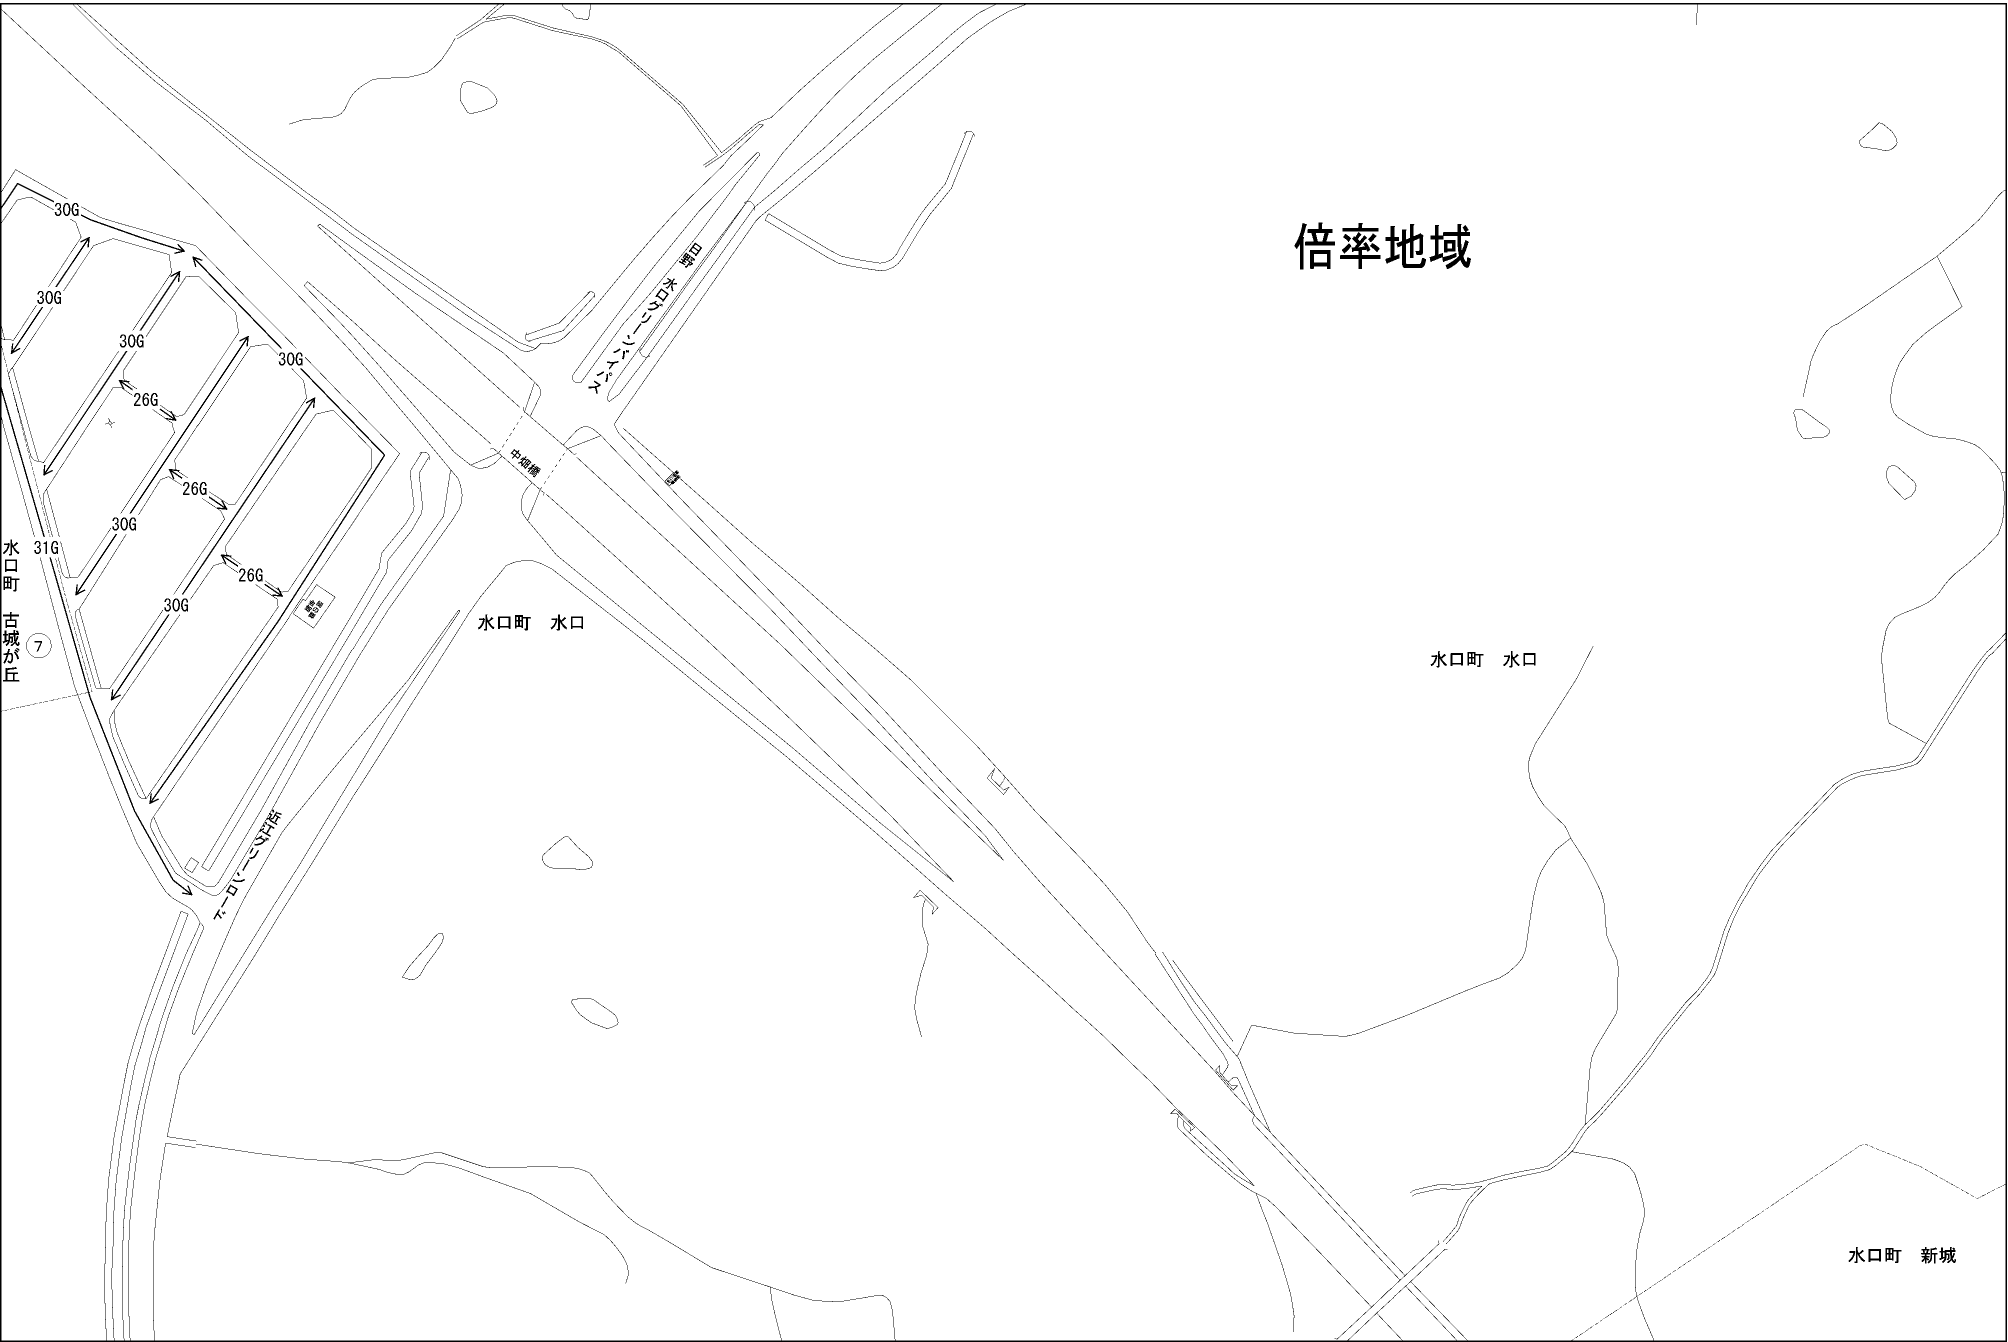 倍率地域
30G
30G
30G
30G
26G
26G
30G
31G
26G
30G
7
水口町　古城が丘
日野　水口グリーンバイパス
中畑橋
水口町　水口
水口町　水口
近江グリーンロード
水口町　新城